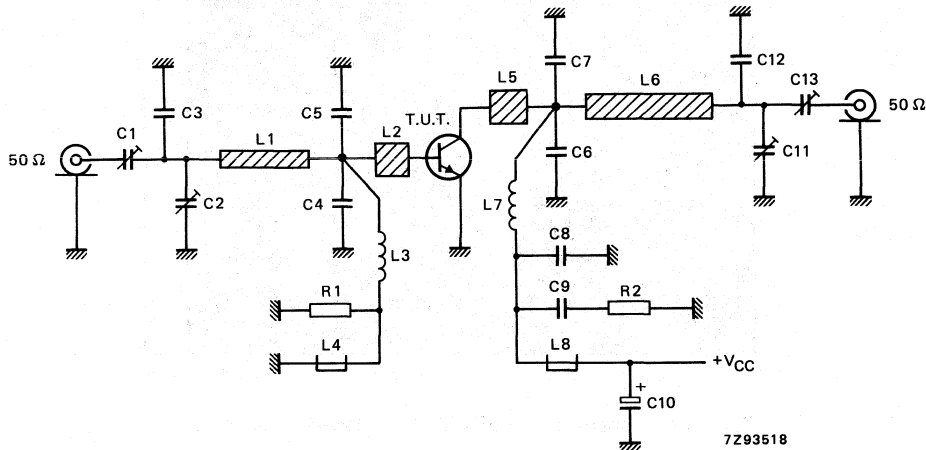 C7
C12
L5
L6
C13
C3
C5
T.U.T.
50 Ω
C1
L1
L2
50 Ω
C6
C11
C2
C4
L7
L3
C8
R1
C9
R2
L4
L8
+VCC
+
C10
7Z93518